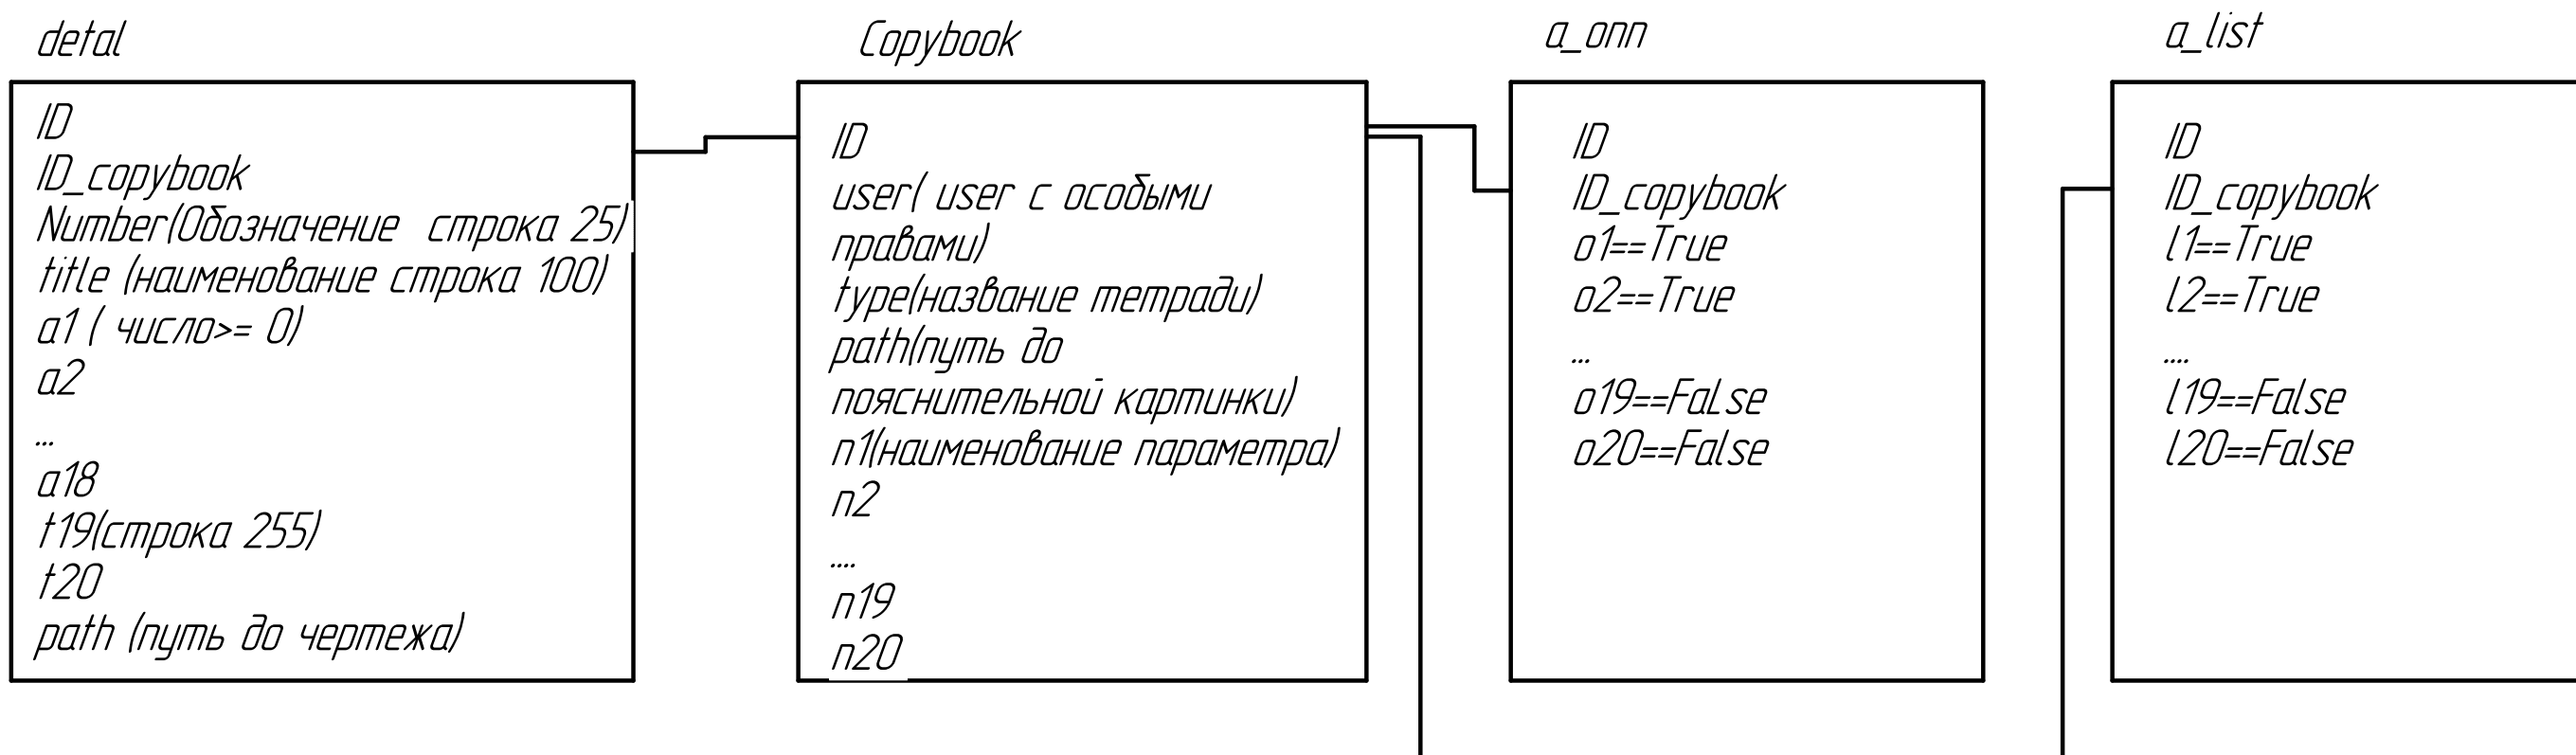 detal
ID
ID_copybook
Number(Обозначение строка 25)
title (наименование строка 100)
a1 ( число>= 0)
a2
...
a18
t19(строка 255)
t20
path (путь до чертежа)
Copybook
ID
user( user с особыми
правами)
type(название тетради)
path(путь до
пояснительной картинки)
n1(наименование параметра)
n2
....
n19
n20
a_onn
ID
ID_copybook
o1==True
o2==True
...
o19==FaLse
o20==False
a_list
ID
ID_copybook
l1==True
l2==True
....
l19==False
l20==False